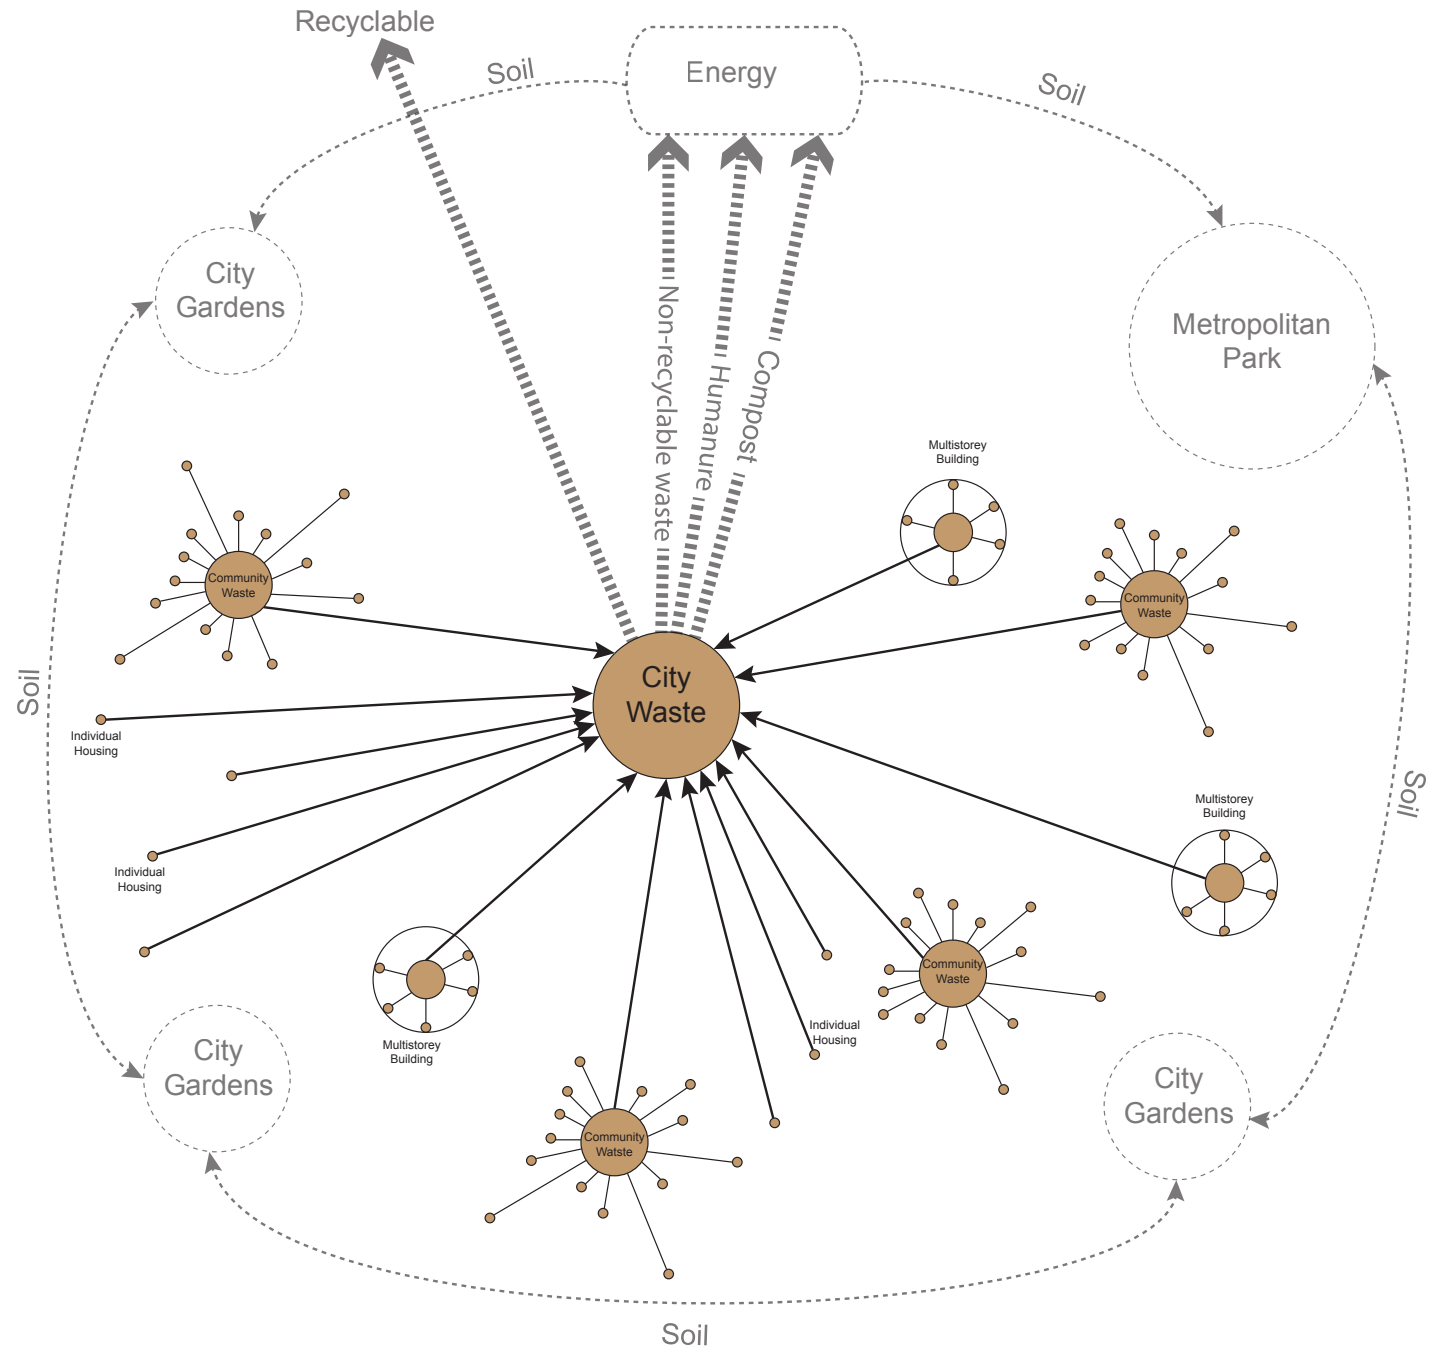 Recyclable
Soil
Energy
Soil
City
Gardens
Metropolitan
Park
Non-recyclable waste
Humanure
Compost
Multistorey
Building
Community
Waste
Community
Waste
City
Waste
Soil
Individual
Housing
Soil
Multistorey
Building
Individual
Housing
Community
Waste
Individual
Housing
Multistorey
Building
City
Gardens
City
Gardens
Community
Watste
Soil